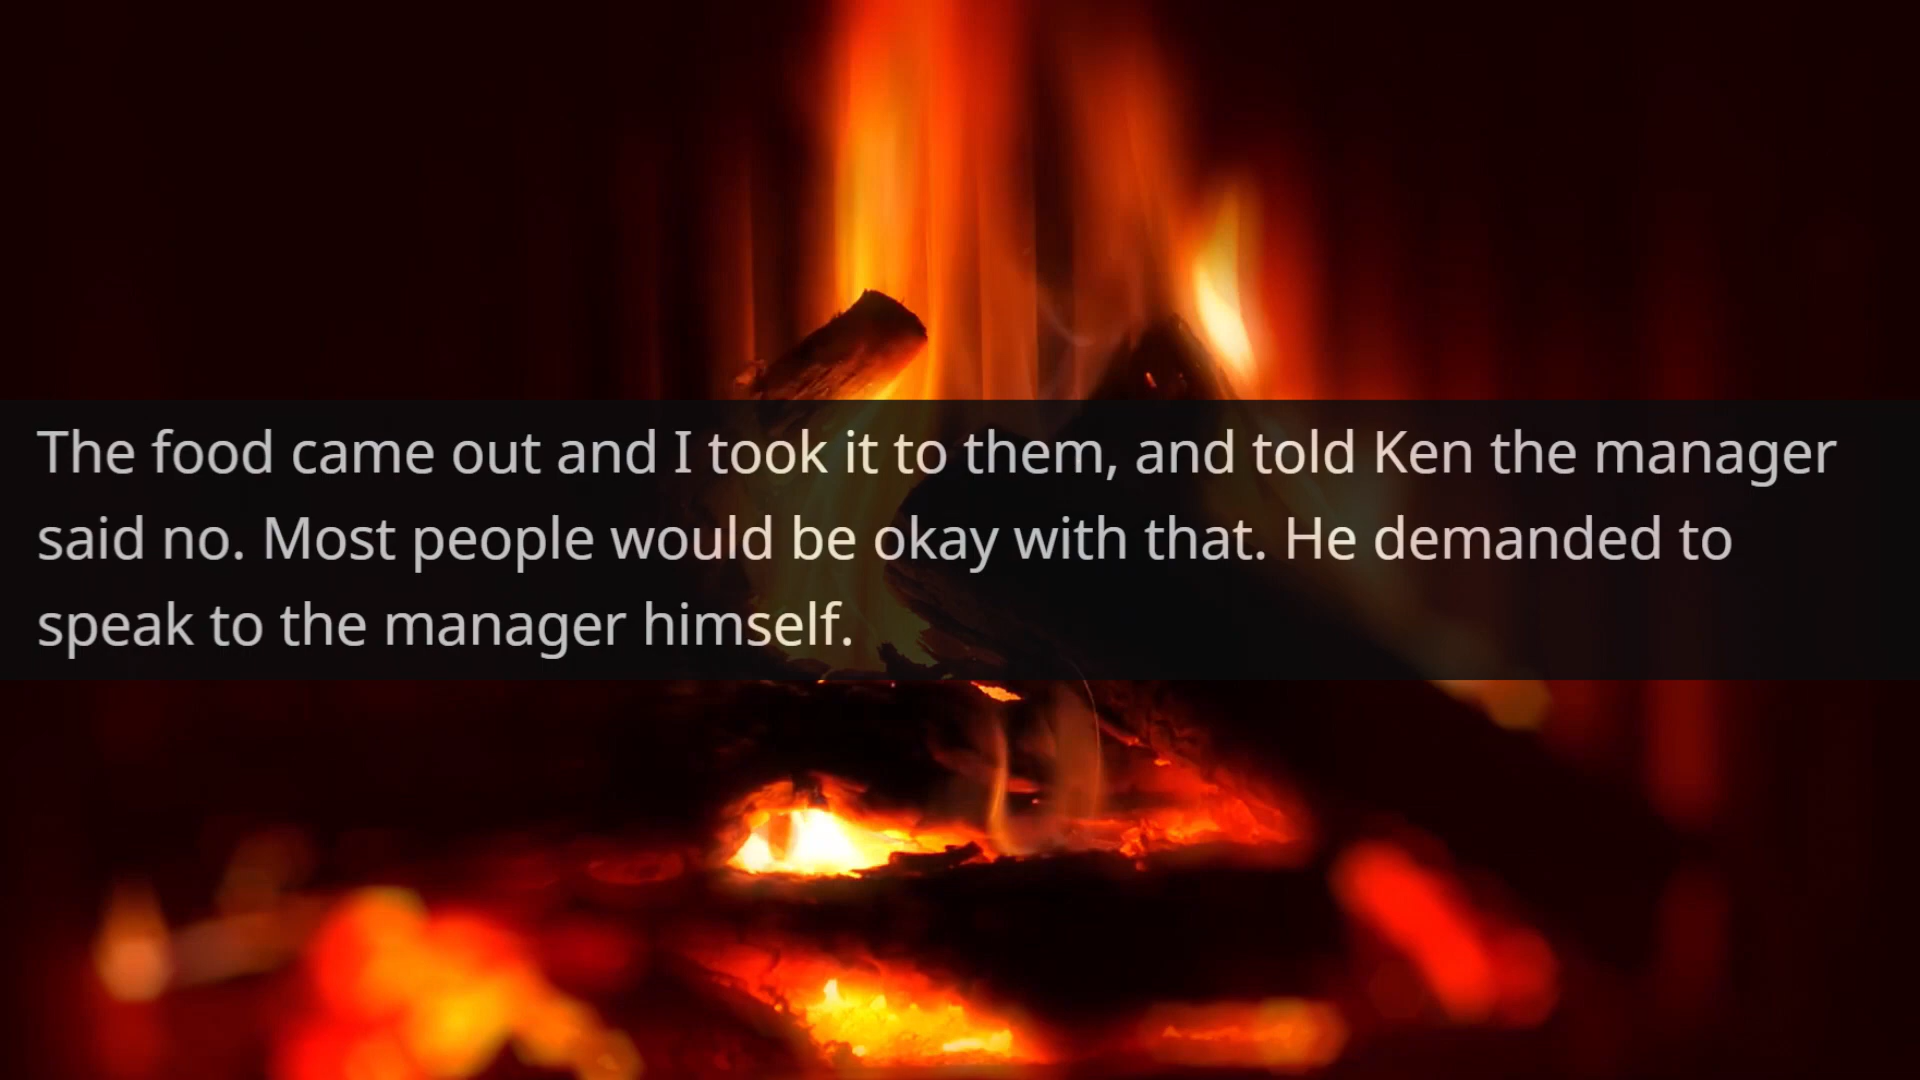 The food came out and I took it to them, and told Ken the manager
said no. Most people would be okay with that. He demanded to
speak to the manager himself.